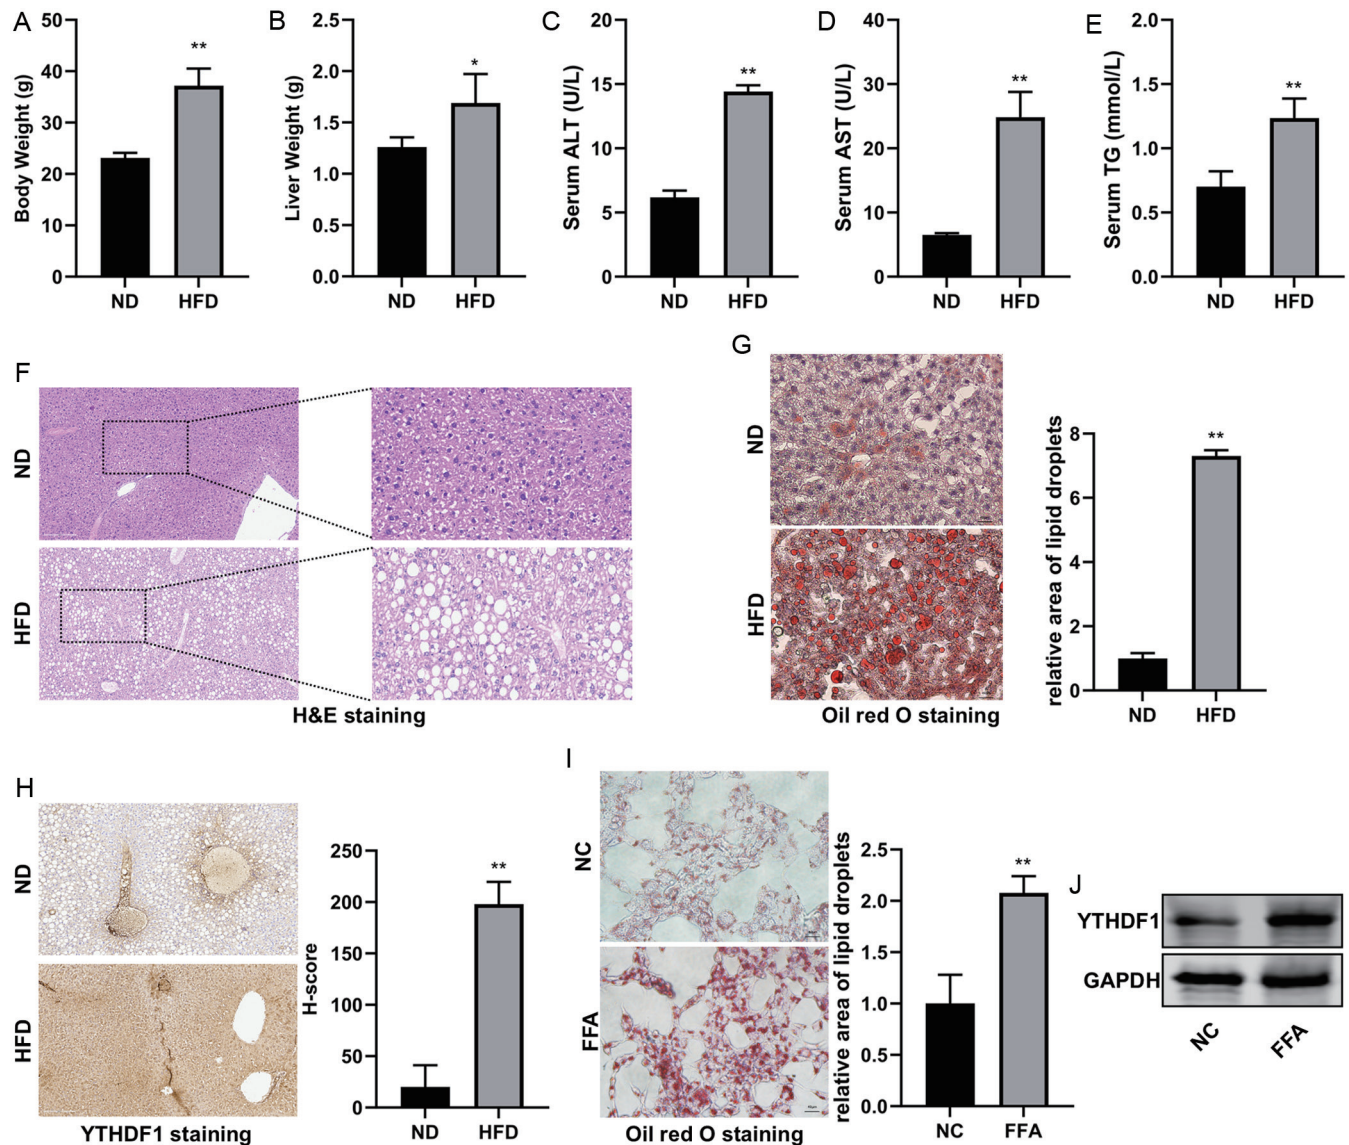 A
Body Weight (g)
50
40
30
20
10
0
**
ND
HFD
B
Liver Weight (g)
2.5
2.0
1.5
1.0
0.5
0.0
*
ND
HFD
C
Serum ALT (U/L)
20
15
10
5
0
**
ND
HFD
D
Serum AST (U/L)
40
30
20
10
0
**
ND
HFD
E
Serum TG (mmol/L)
2.0
1.5
1.0
0.5
0.0
**
ND
HFD
F
ND
HFD
H&E staining
G
ND
HFD
Oil red O staining
relative area of lipid droplets
8
6
4
2
0
**
ND
HFD
H
ND
HFD
YTHDF1 staining
H-score
250
200
150
100
50
0
**
ND
HFD
I
NC
FFA
Oil red O staining
relative area of lipid droplets
2.5
2.0
1.5
1.0
0.5
0.0
**
NC
FFA
J
YTHDF1
GAPDH
NC
FFA